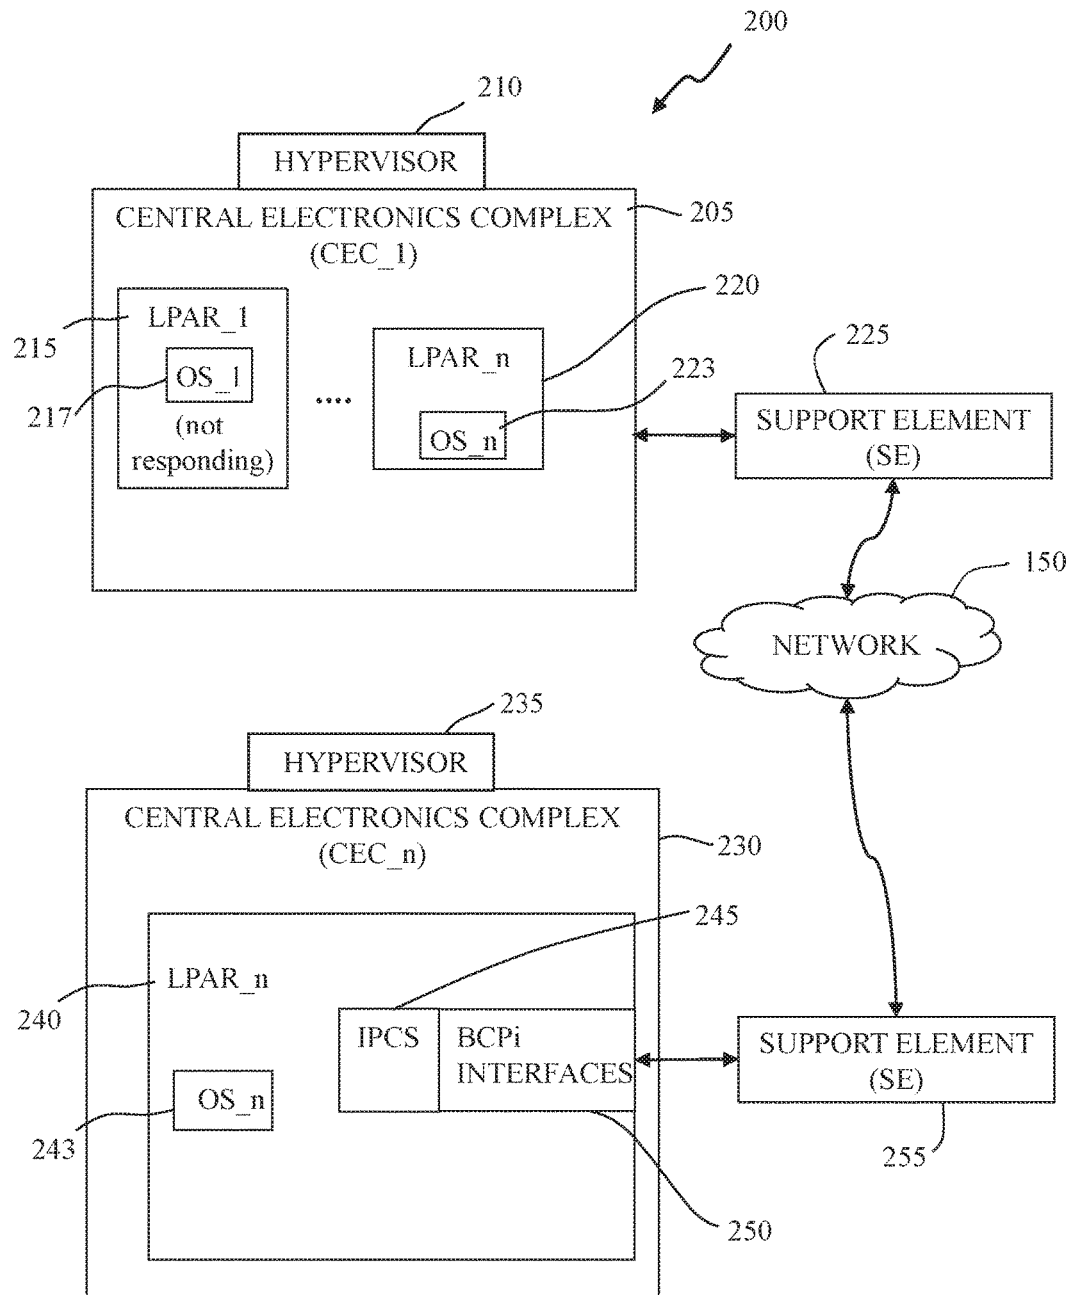 200
210
HYPERVISOR
CENTRAL ELECTRONICS COMPLEX
(CEC_1)
205
LPAR_1
215
OS_1
217
(not
responding)
....
LPAR_n
220
OS_n
223
225
SUPPORT ELEMENT
(SE)
150
NETWORK
235
HYPERVISOR
CENTRAL ELECTRONICS COMPLEX
(CEC_n)
230
245
LPAR_n
240
IPCS
BCPi
INTERFACES
SUPPORT ELEMENT
(SE)
OS_n
243
255
250